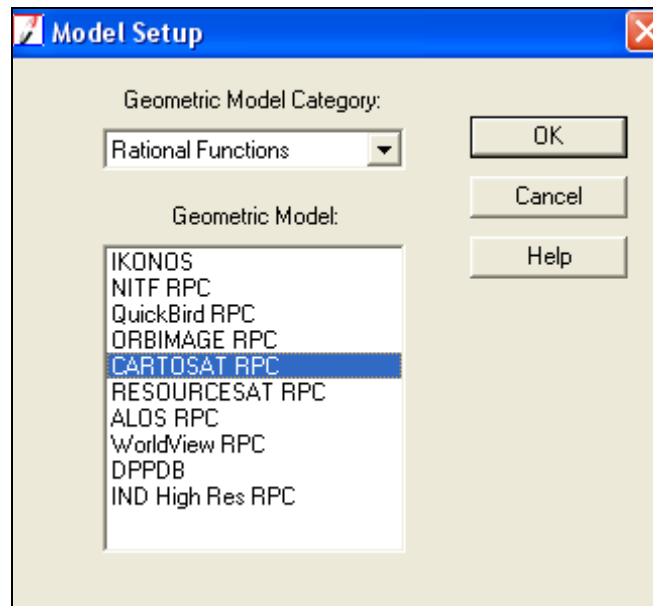 Model Setup
Geometric Model Category:
Rational Functions
OK
Cancel
Geometric Model:
Help
IKONOS
NITF RPC
QuickBird RPC
ORBIMAGE RPC
CARTOSAT RPC
RESOURCESAT RPC
ALOS RPC
WorldView RPC
DPPDB
IND High Res RPC